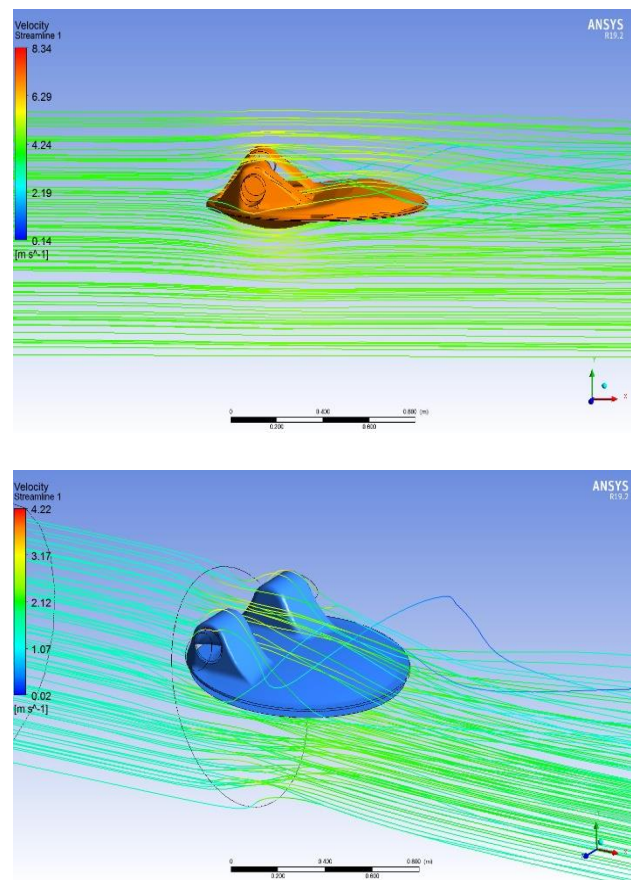 Velocity
Streamline 1
8.34
6.29
4.24
2.19
0.14
[m s^-1]
ANSYS
R19.2
Y
X
0 0.400 0.800 (m)
0.200 0.600
Velocity
Streamline 1
4.22
3.17
2.12
1.07
0.02
[m s^-1]
ANSYS
R19.2
0 0.400 0.800 (m)
0.200 0.600